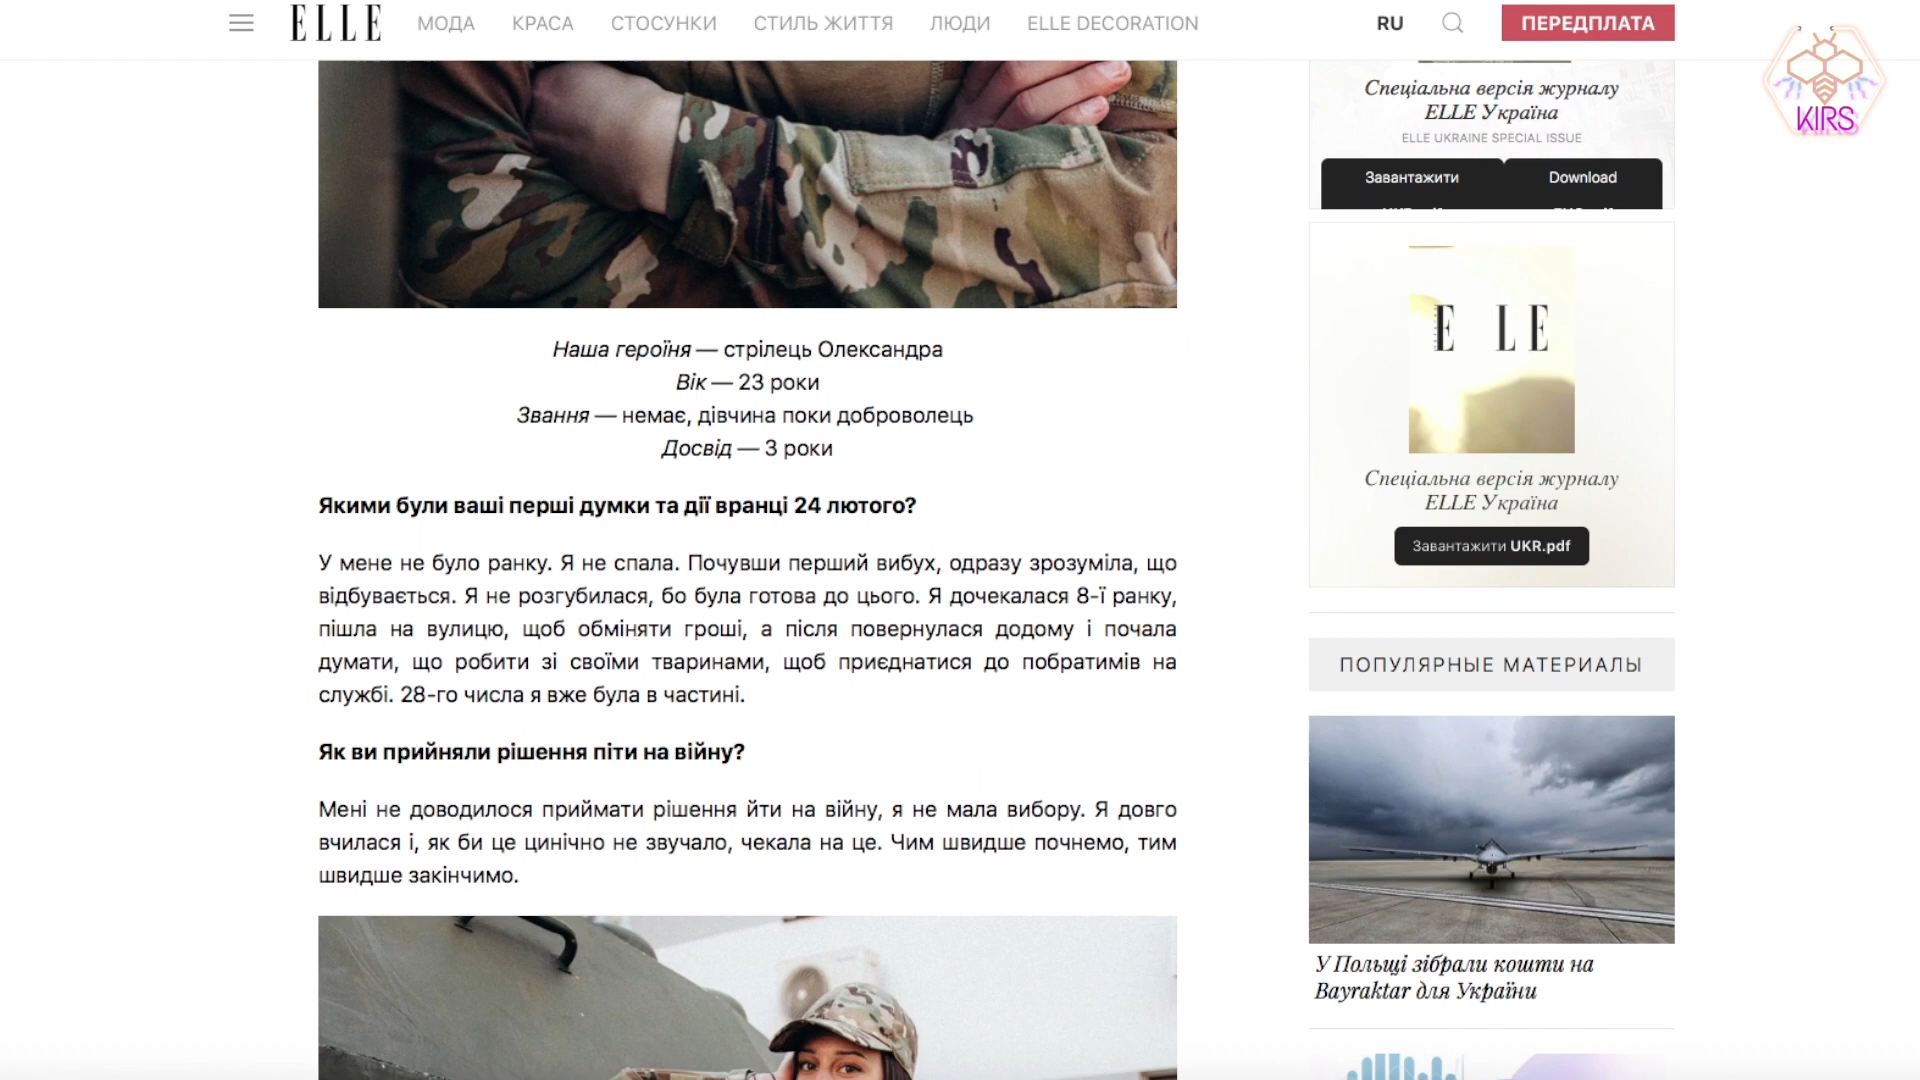 ELLE МОДА КРАСА СТОСУНКИ СТИЛЬ ЖИТТЯ ЛЮДИ ELLE DECORATION RU ПЕРЕДПЛАТА
KIRS
Наша героїня — стрілець Олександра
Вік — 23 роки
Звання — немає, дівчина поки доброволець
Досвід — 3 роки
Якими були ваші перші думки та дії вранці 24 лютого?
У мене не було ранку. Я не спала. Почувши перший вибух, одразу зрозуміла, що
відбувається. Я не розгубилася, бо була готова до цього. Я дочекалася 8-ї ранку,
пішла на вулицю, щоб обміняти гроші, а після повернулася додому і почала
думати, що робити зі своїми тваринами, щоб приєднатися до побратимів на
службі. 28-го числа я вже була в частині.
Як ви прийняли рішення піти на війну?
Мені не доводилося приймати рішення йти на війну, я не мала вибору. Я довго
вчилася і, як би це цинічно не звучало, чекала на це. Чим швидше почнемо, тим
швидше закінчимо.
Спеціальна версія журналу
ELLE Україна
ELLE UKRAINE SPECIAL ISSUE
Завантажити Download
E LE
Спеціальна версія журналу
ELLE Україна
Завантажити UKR.pdf
ПОПУЛЯРНЫЕ МАТЕРИАЛЫ
У Польщі зібрали кошти на
Bayraktar для України